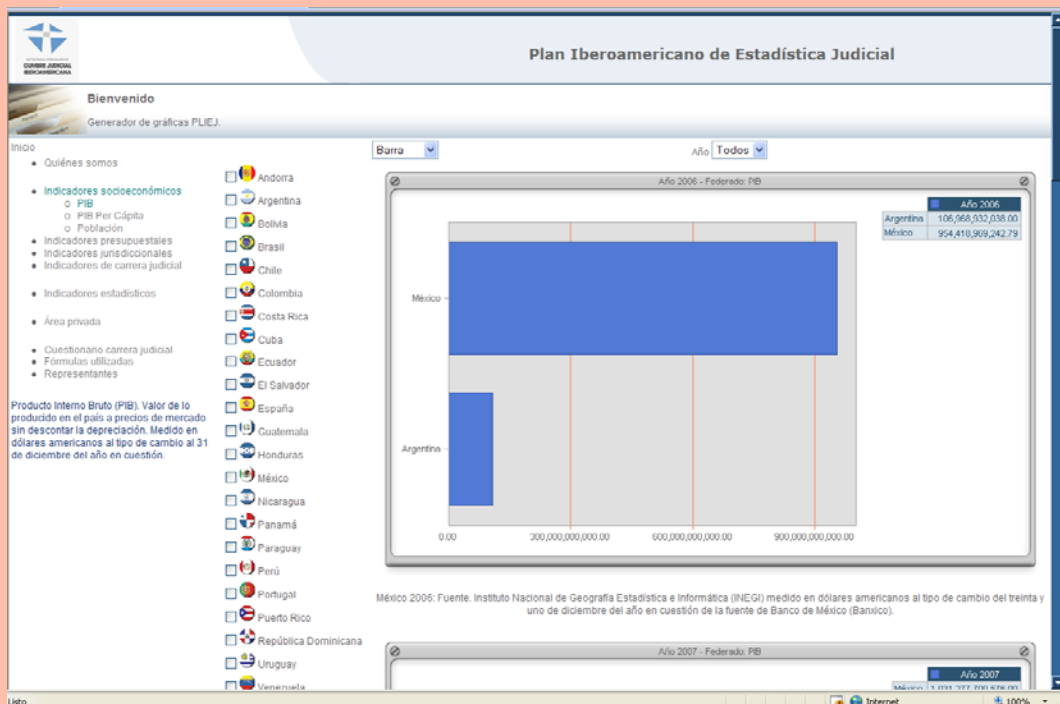 CUMBRE JUDICIAL
IBEROAMERICANA
Plan Iberoamericano de Estadística Judicial
Bienvenido
Generador de gráficas PLIEJ.
Inicio
Quiénes somos
Indicadores socioeconómicos
PIB
PIB Per Cápita
Población
Indicadores presupuestales
Indicadores jurisdiccionales
Indicadores de carrera judicial
Indicadores estadísticos
Área privada
Cuestionario carrera judicial
Fórmulas utilizadas
Representantes
Producto Interno Bruto (PIB). Valor de lo
producido en el país a precios de mercado
sin descontar la depreciación. Medido en
dólares americanos al tipo de cambio al 31
de diciembre del año en cuestión.
Andorra
Argentina
Bolivia
Brasil
Chile
Colombia
Costa Rica
Cuba
Ecuador
El Salvador
España
Guatemala
Honduras
México
Nicaragua
Panamá
Paraguay
Perú
Portugal
Puerto Rico
República Dominicana
Uruguay
Venezuela
Barra
Año Todos
Año 2006 - Federado: PIB
Año 2006
Argentina 106,968,932,038.00
México 954,418,969,242.79
México
Argentina
0.00 300,000,000,000.00 600,000,000,000.00 900,000,000,000.00
México 2006: Fuente. Instituto Nacional de Geografía Estadística e Informática (INEGI) medido en dólares americanos al tipo de cambio del treinta y
uno de diciembre del año en cuestión de la fuente de Banco de México (Banxico).
Año 2007 - Federado: PIB
Año 2007
México
Listo Internet 100%